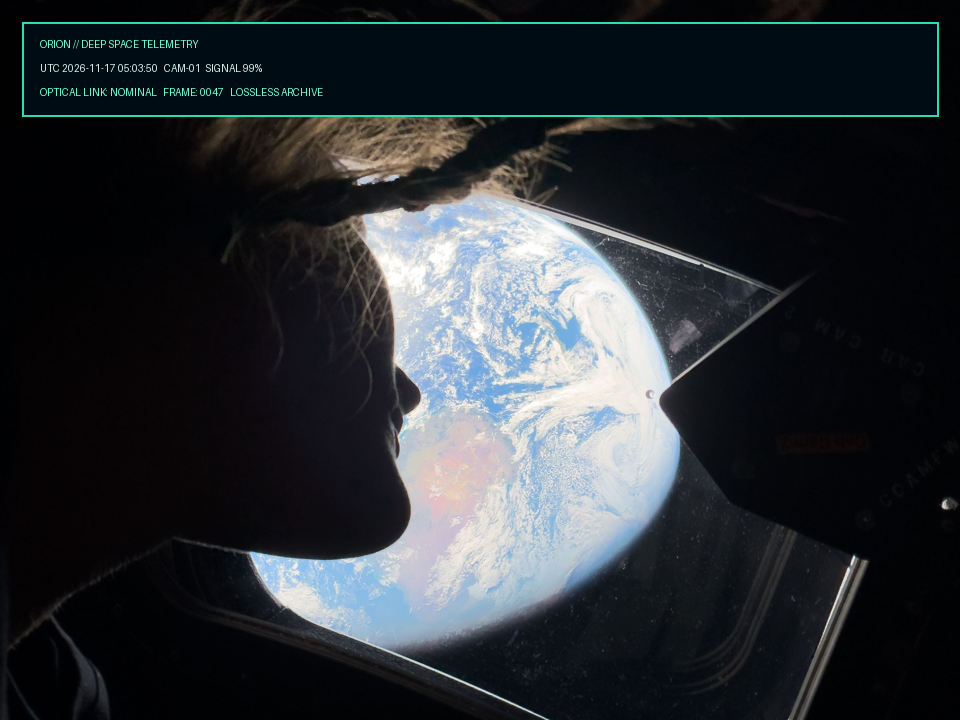 ORION // DEEP SPACE TELEMETRY
UTC 2026-11-17 05:03:50 CAM-01 SIGNAL 99%
OPTICAL LINK: NOMINAL FRAME: 0047 LOSSLESS ARCHIVE